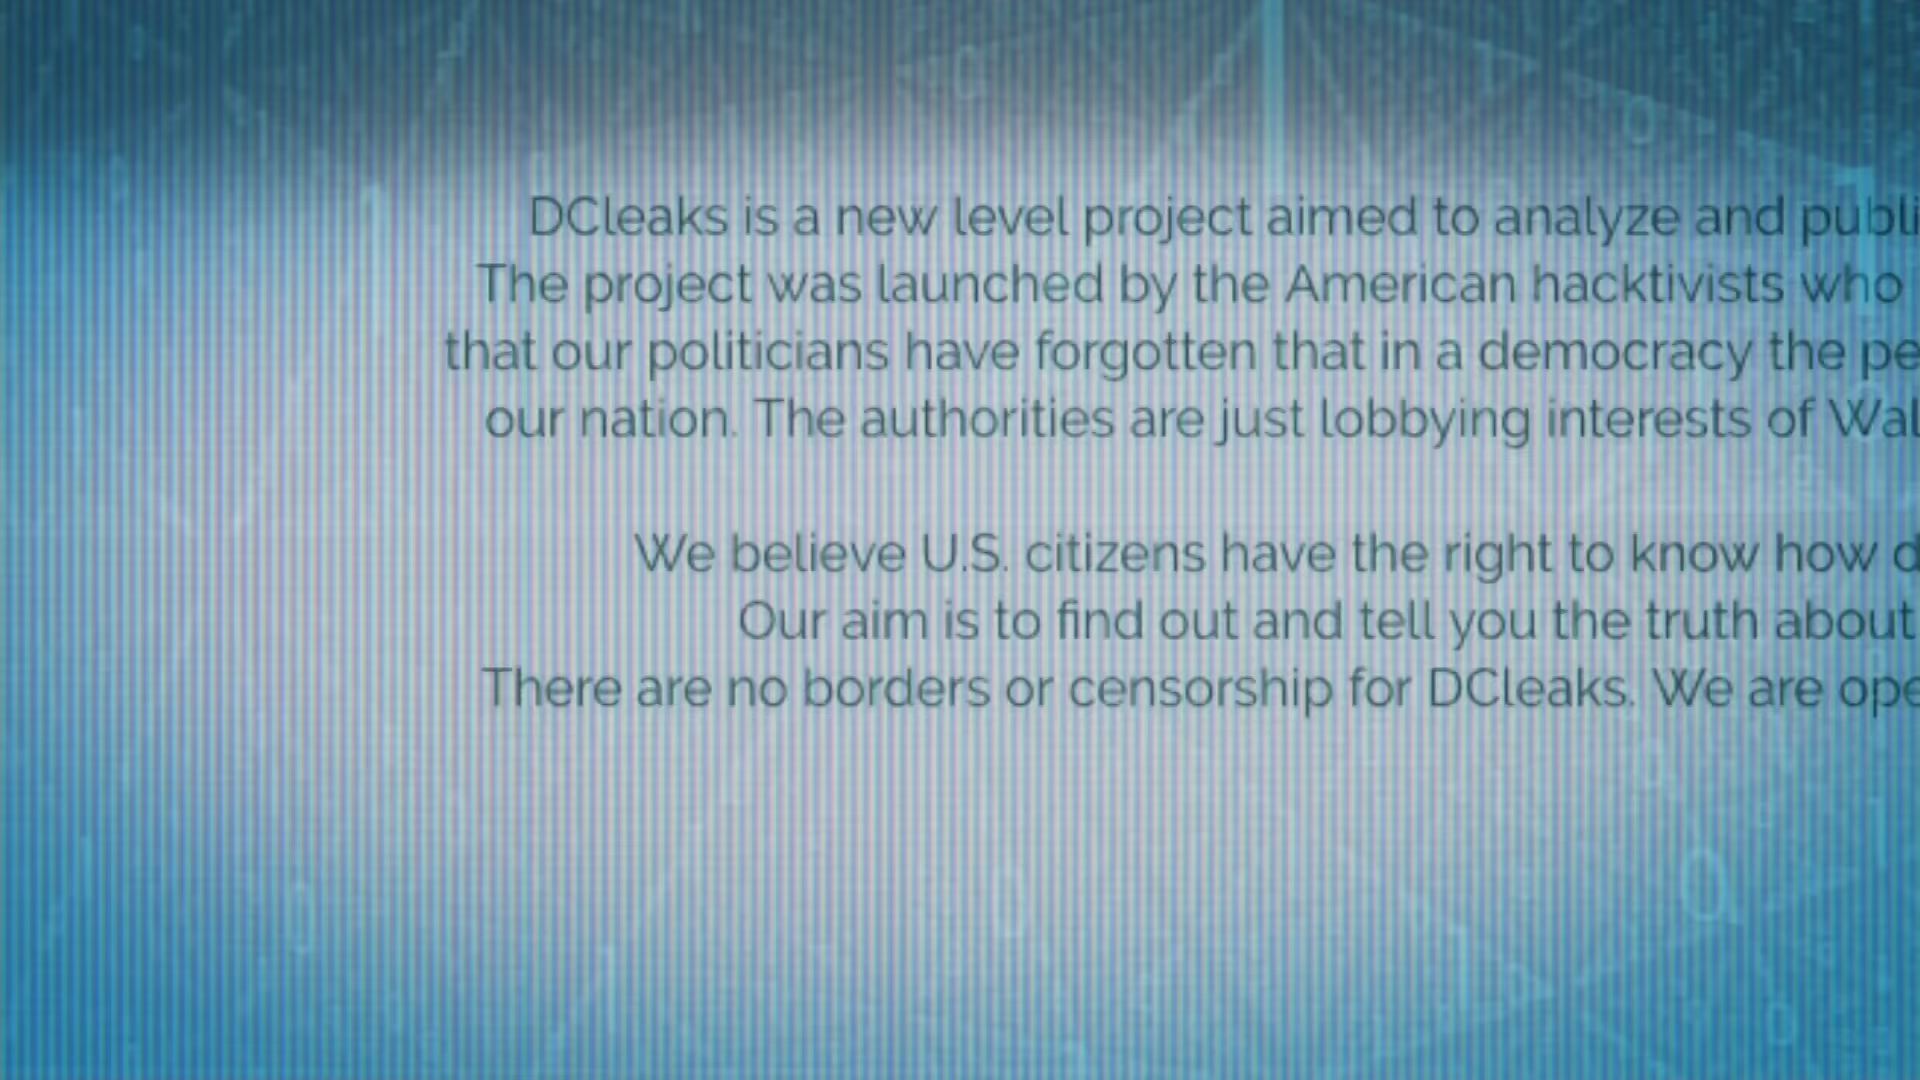 DCleaks is a new level project aimed to analyze and publi
The project was launched by the American hacktivists who
that our politicians have forgotten that in a democracy the pe
our nation. The authorities are just lobbying interests of Wal
We believe U.S. citizens have the right to know how d
Our aim is to find out and tell you the truth about
There are no borders or censorship for DCleaks. We are ope